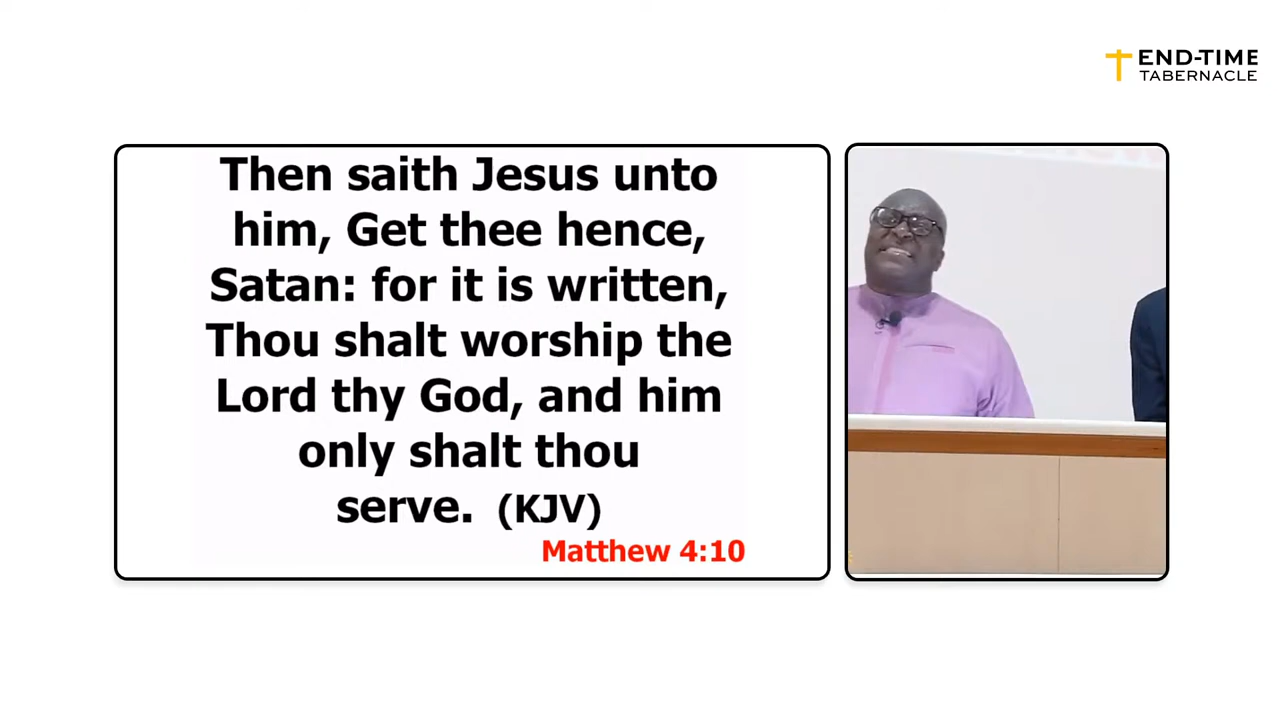 END-TIME
TABERNACLE
Then saith Jesus unto
him, Get thee hence,
Satan: for it is written,
Thou shalt worship the
Lord thy God, and him
only shalt thou
serve. (KJV)
Matthew 4:10